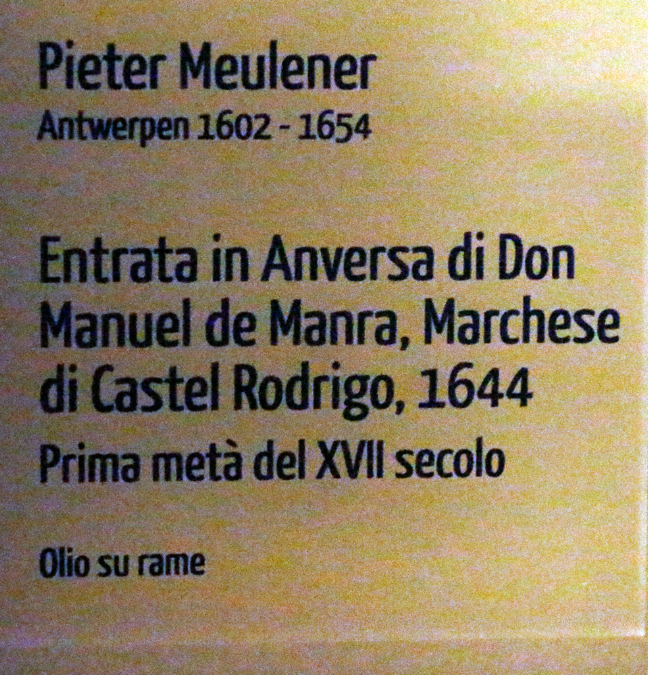 Pieter Meulener
Antwerpen 1602 - 1654
Entrata in Anversa di Don
Manuel de Manra, Marchese
di Castel Rodrigo, 1644
Prima metà del XVII secolo
Olio su rame